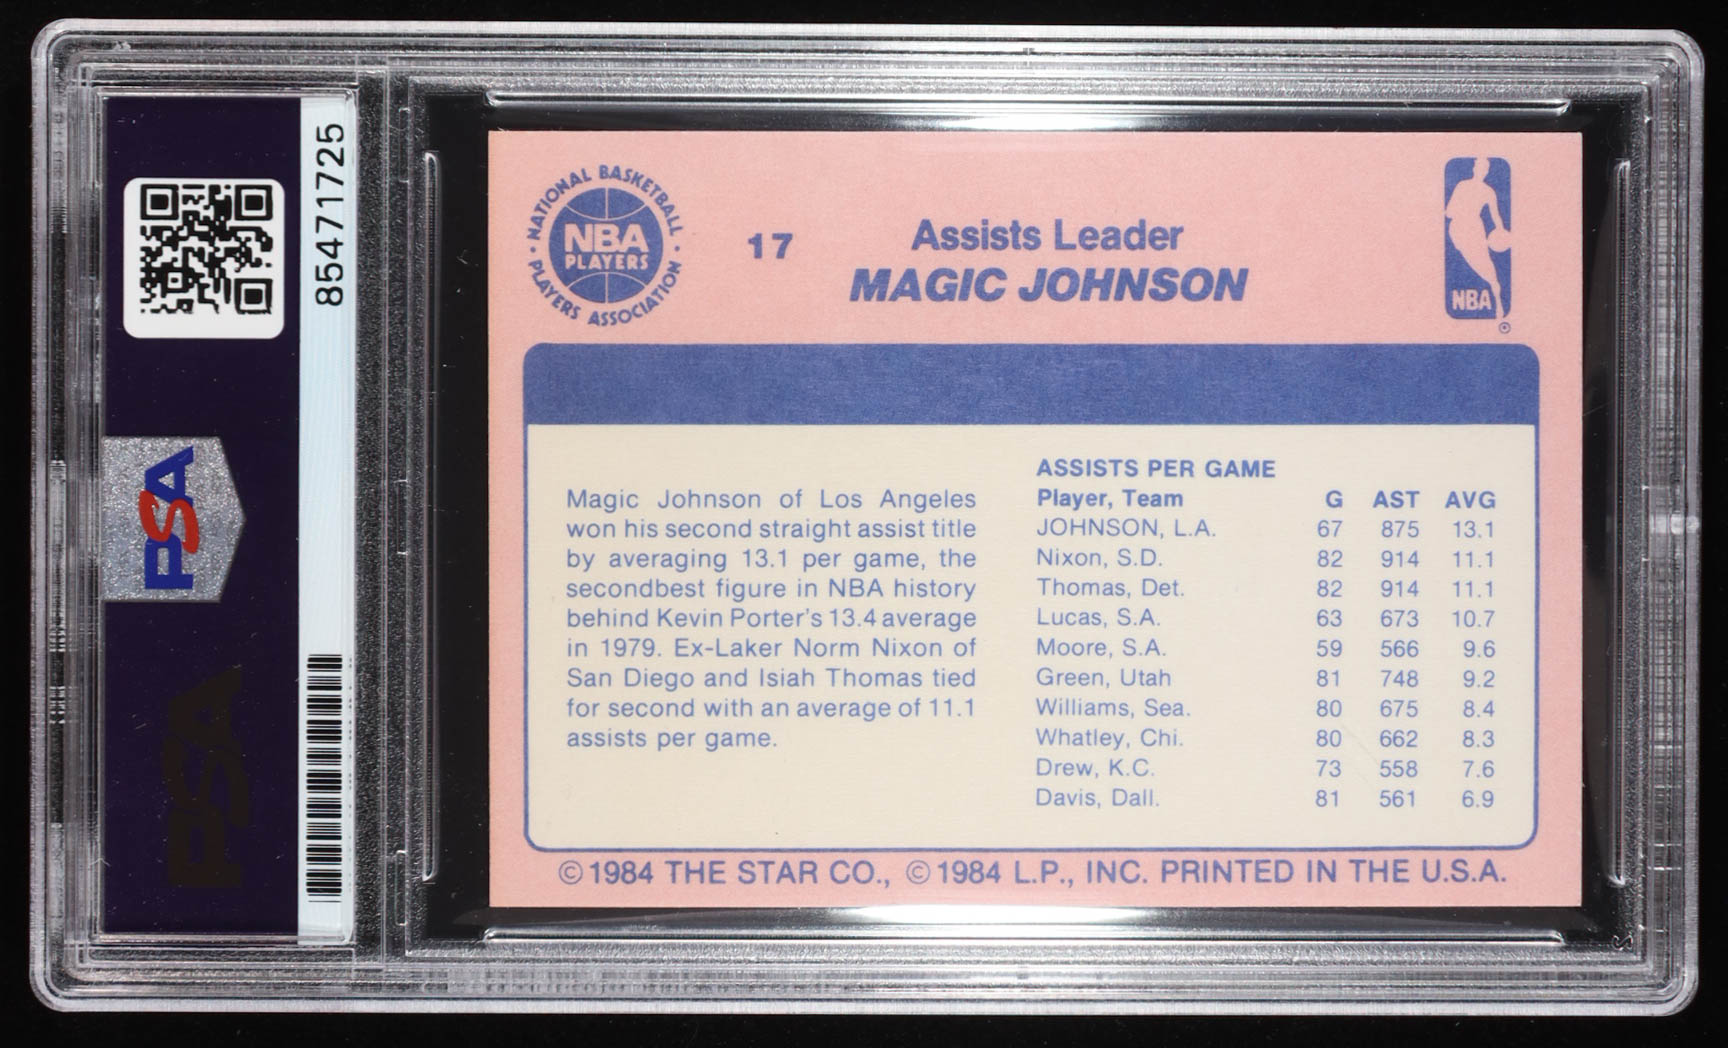 85471725
PSA
PSA
NATIONAL BASKETBALL
PLAYERS ASSOCIATION
NBA
PLAYERS
17
Assists Leader
MAGIC JOHNSON
NBA
®
Magic Johnson of Los Angeles
won his second straight assist title
by averaging 13.1 per game, the
secondbest figure in NBA history
behind Kevin Porter's 13.4 average
in 1979. Ex-Laker Norm Nixon of
San Diego and Isiah Thomas tied
for second with an average of 11.1
assists per game.
ASSISTS PER GAME
Player, Team G AST AVG
JOHNSON, L.A. 67 875 13.1
Nixon, S.D. 82 914 11.1
Thomas, Det. 82 914 11.1
Lucas, S.A. 63 673 10.7
Moore, S.A. 59 566 9.6
Green, Utah 81 748 9.2
Williams, Sea. 80 675 8.4
Whatley, Chi. 80 662 8.3
Drew, K.C. 73 558 7.6
Davis, Dall. 81 561 6.9
©1984 THE STAR CO., ©1984 L.P., INC. PRINTED IN THE U.S.A.